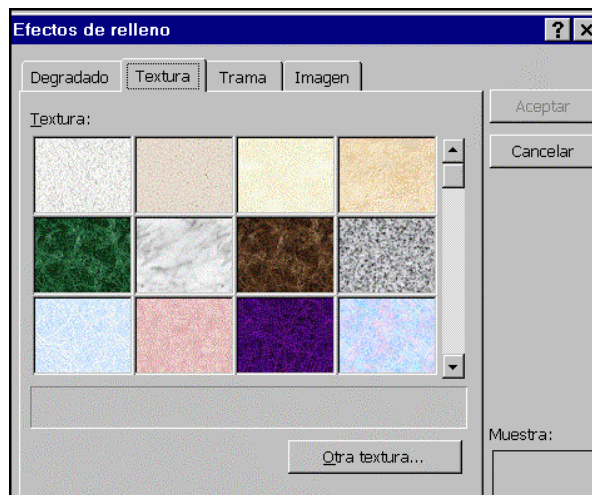 Efectos de relleno
Degradado Textura Trama Imagen
Textura:
Aceptar
Cancelar
Otra textura...
Muestra: